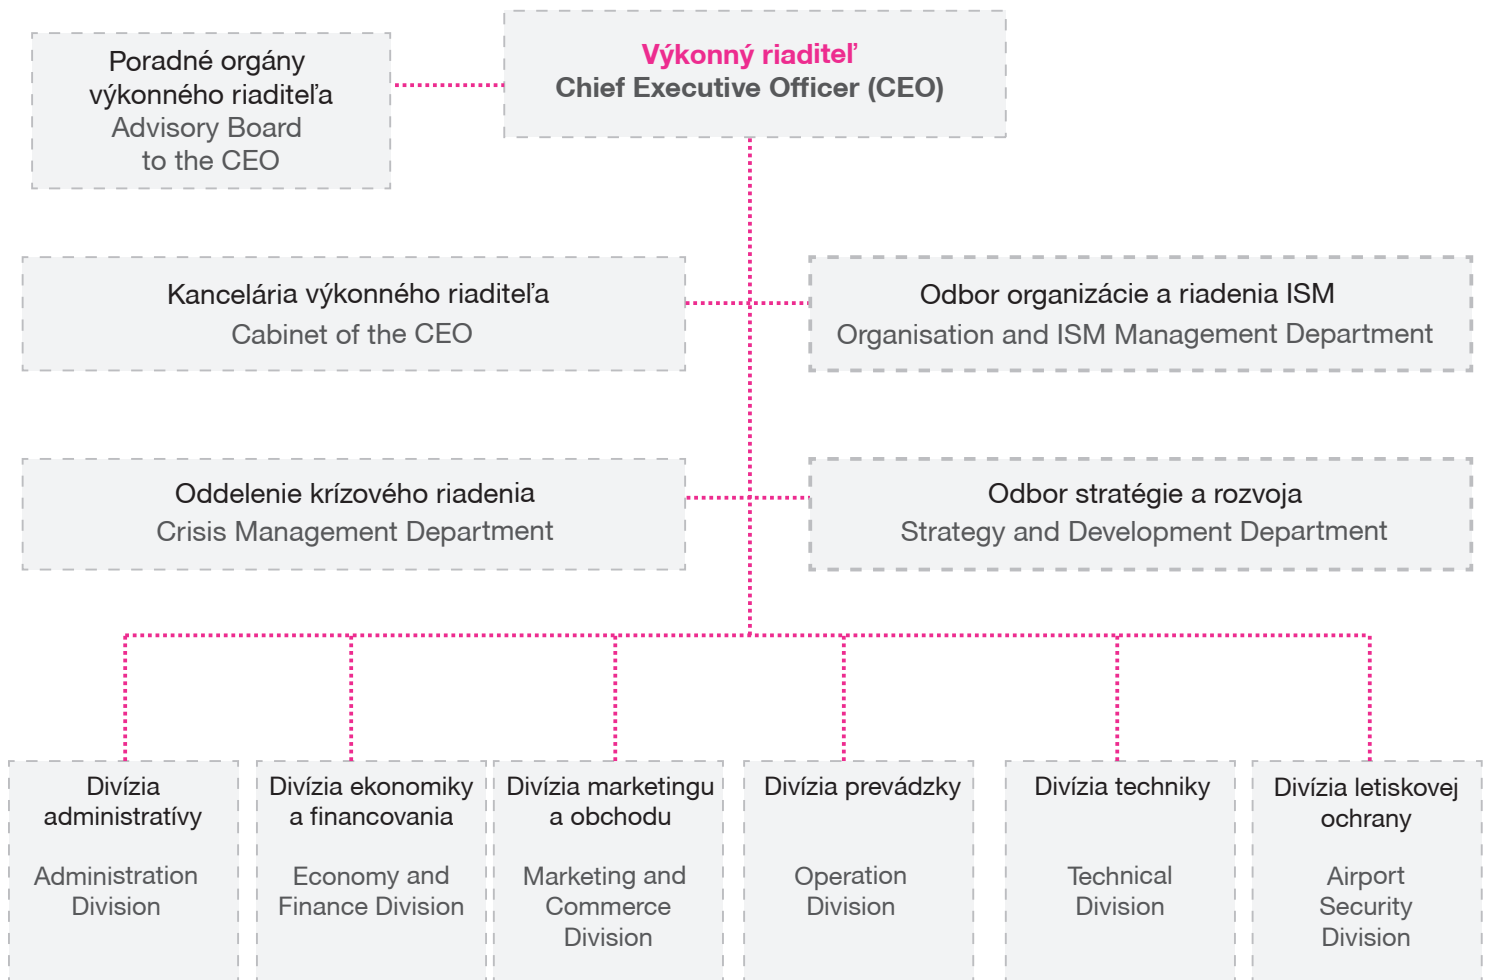 Poradné orgány
výkonného riaditeľa
Advisory Board
to the CEO
Výkonný riaditeľ
Chief Executive Officer (CEO)
Kancelária výkonného riaditeľa
Cabinet of the CEO
Odbor organizácie a riadenia ISM
Organisation and ISM Management Department
Oddelenie krízového riadenia
Crisis Management Department
Odbor stratégie a rozvoja
Strategy and Development Department
Divízia
administratívy
Administration
Division
Divízia ekonomiky
a financovania
Economy and
Finance Division
Divízia marketingu
a obchodu
Marketing and
Commerce
Division
Divízia prevádzky
Operation
Division
Divízia techniky
Technical
Division
Divízia letiskovej
ochrany
Airport
Security
Division